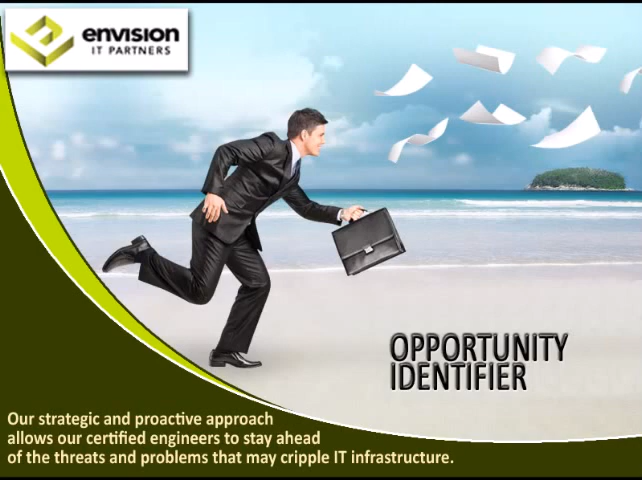 envision
IT PARTNERS
OPPORTUNITY
IDENTIFIER
Our strategic and proactive approach
allows our certified engineers to stay ahead
of the threats and problems that may cripple IT infrastructure.